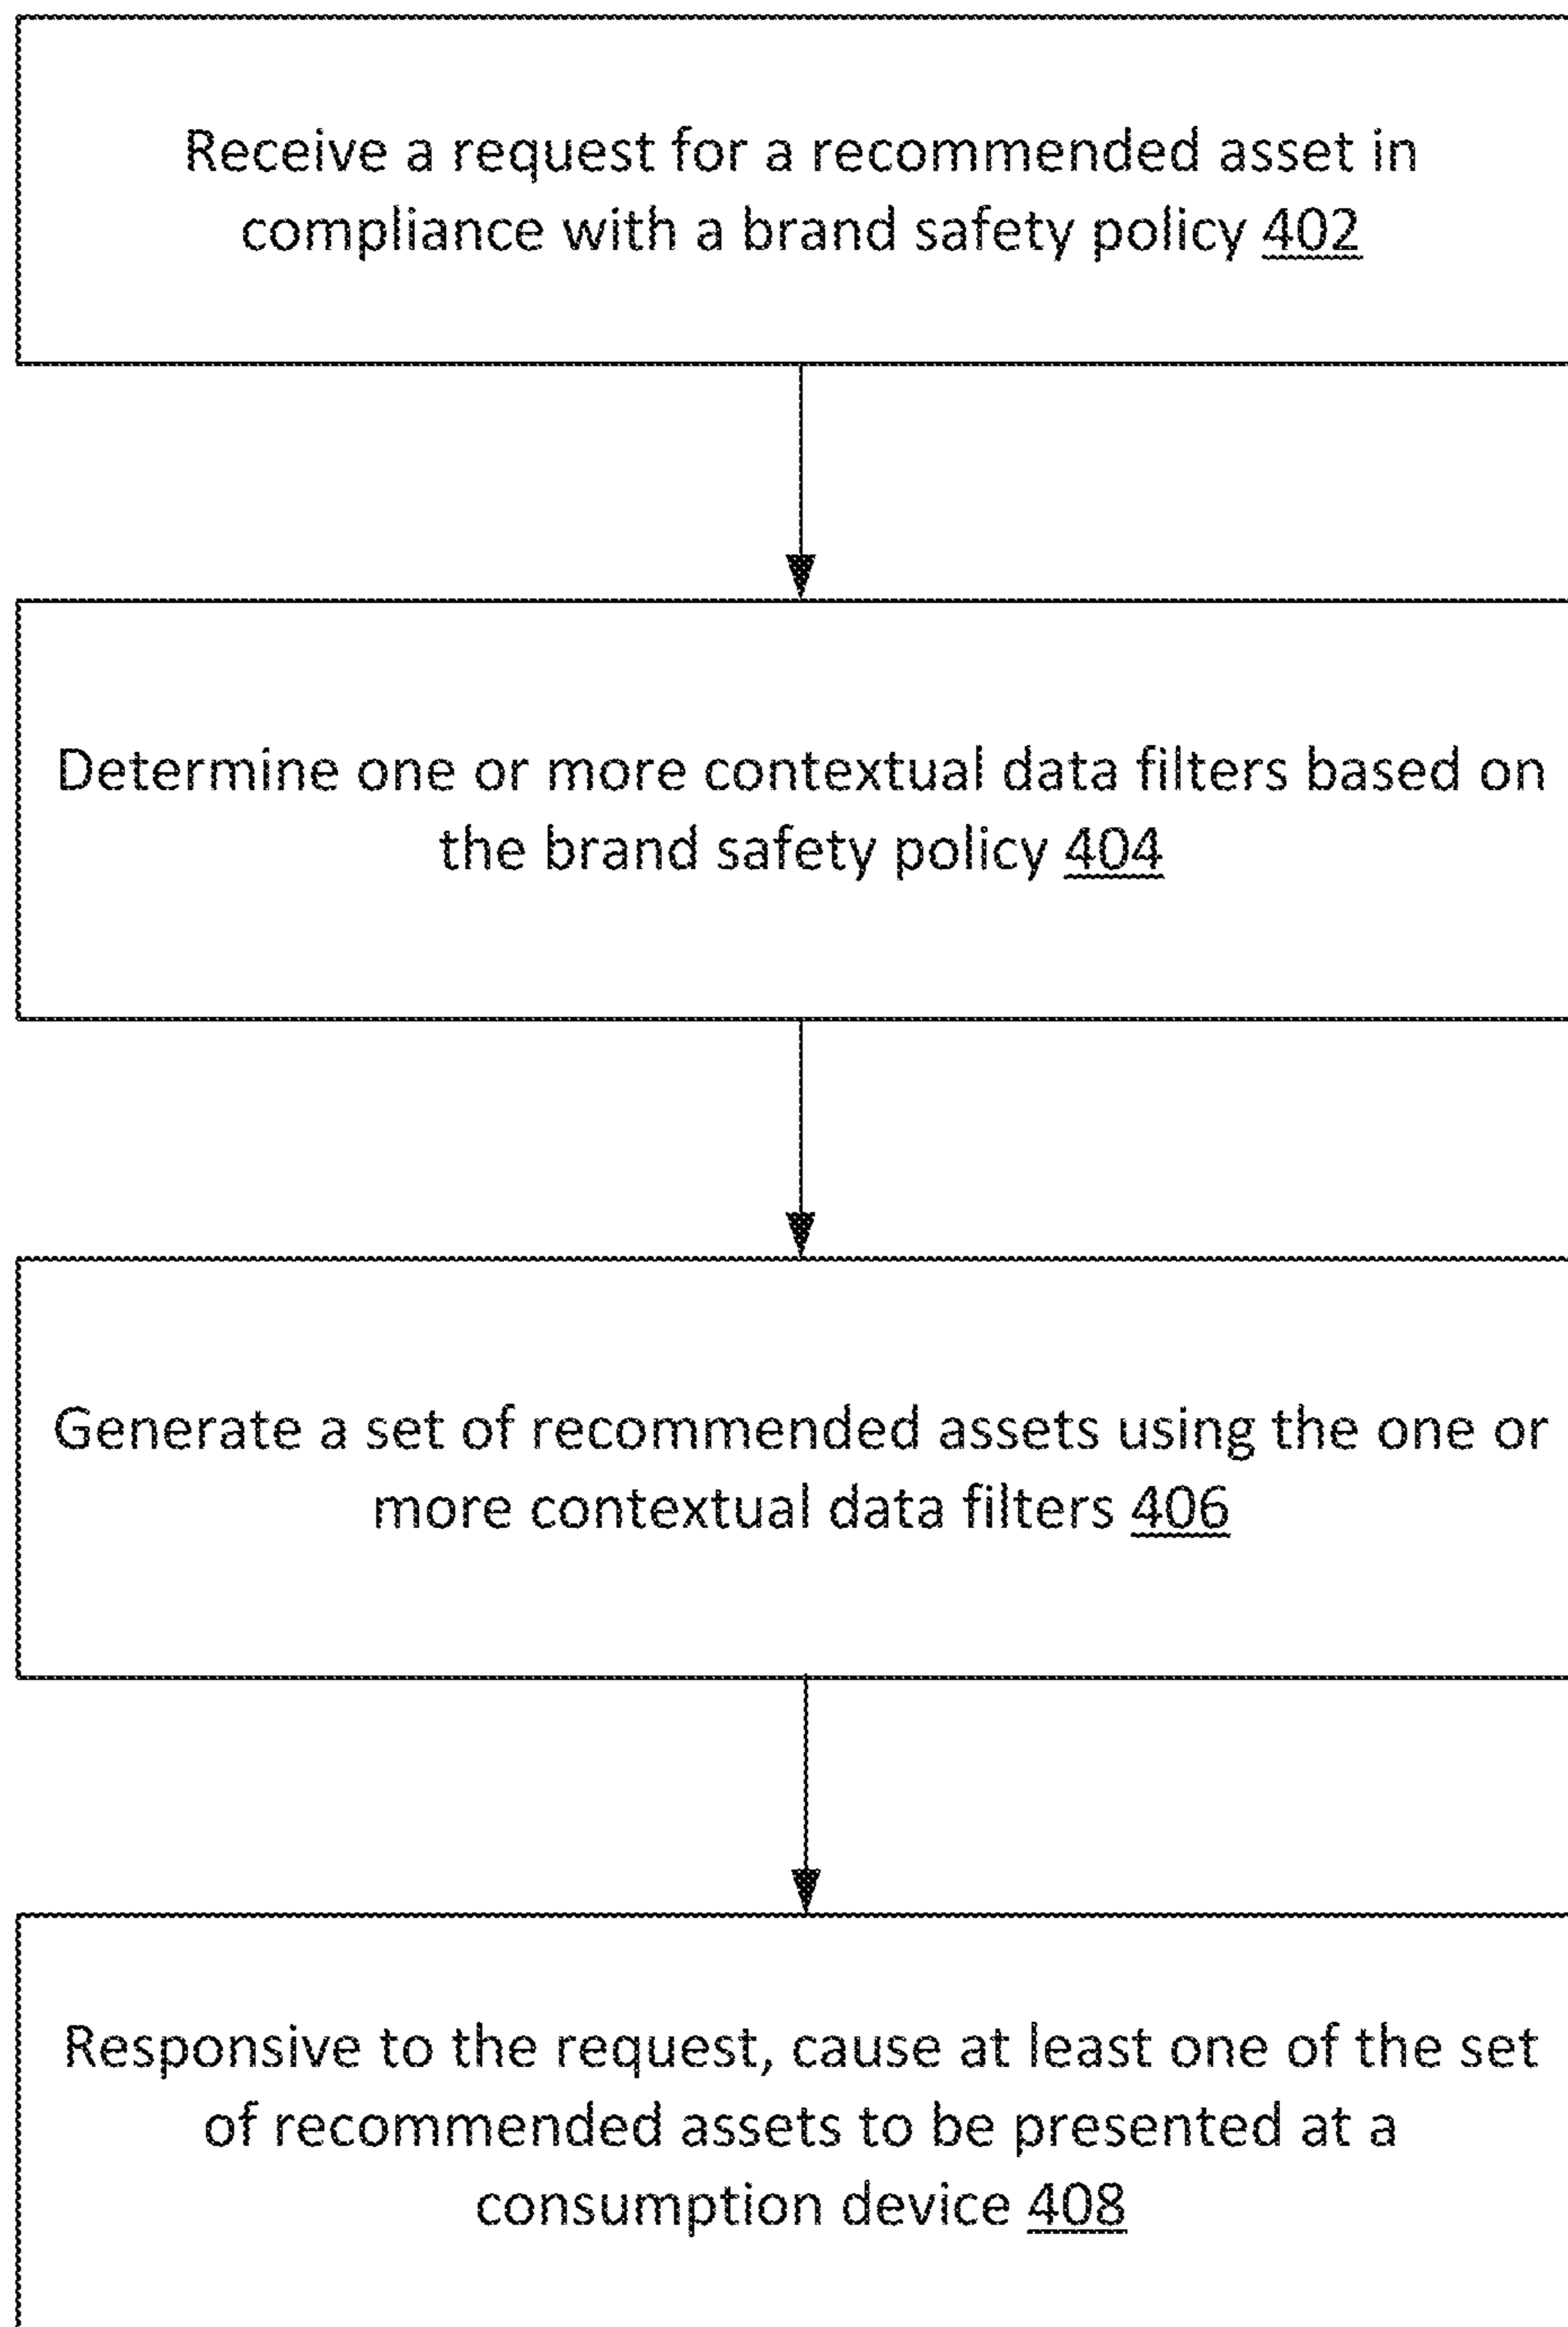 Receive a request for a recommended asset in
compliance with a brand safety policy 402
Determine one or more contextual data filters based on
the brand safety policy 404
Generate a set of recommended assets using the one or
more contextual data filters 406
Responsive to the request, cause at least one of the set
of recommended assets to be presented at a
consumption device 408